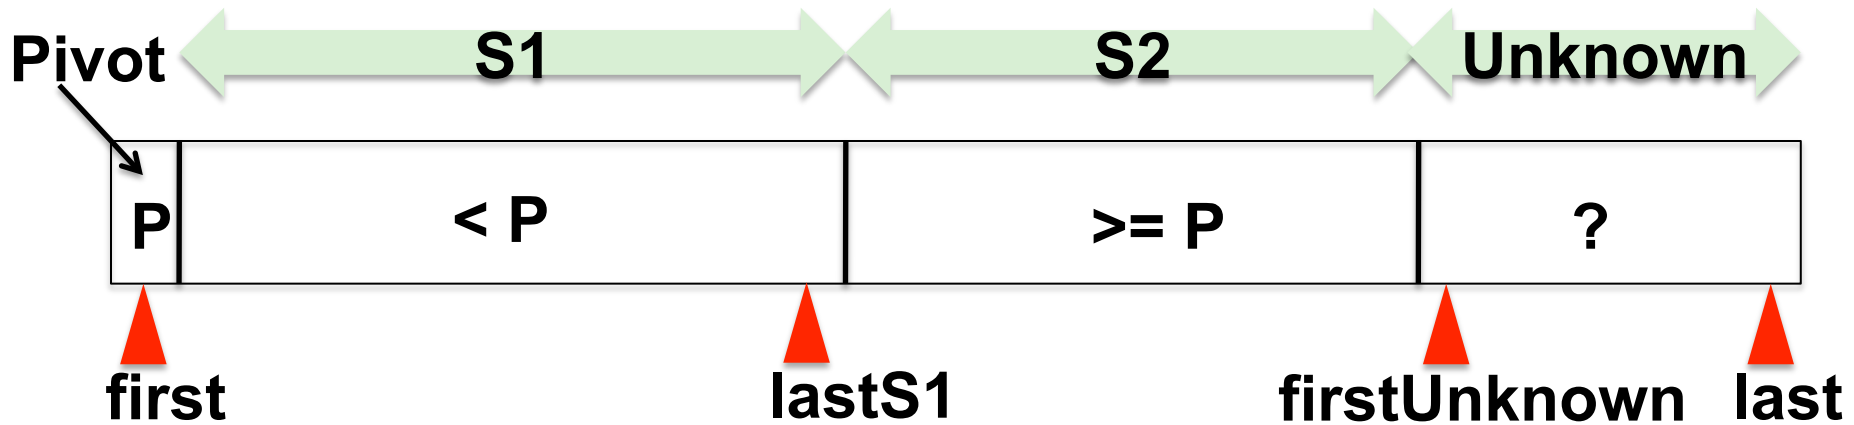 Pivot S1 S2 Unknown
P < P >= P ?
first lastS1 firstUnknown last